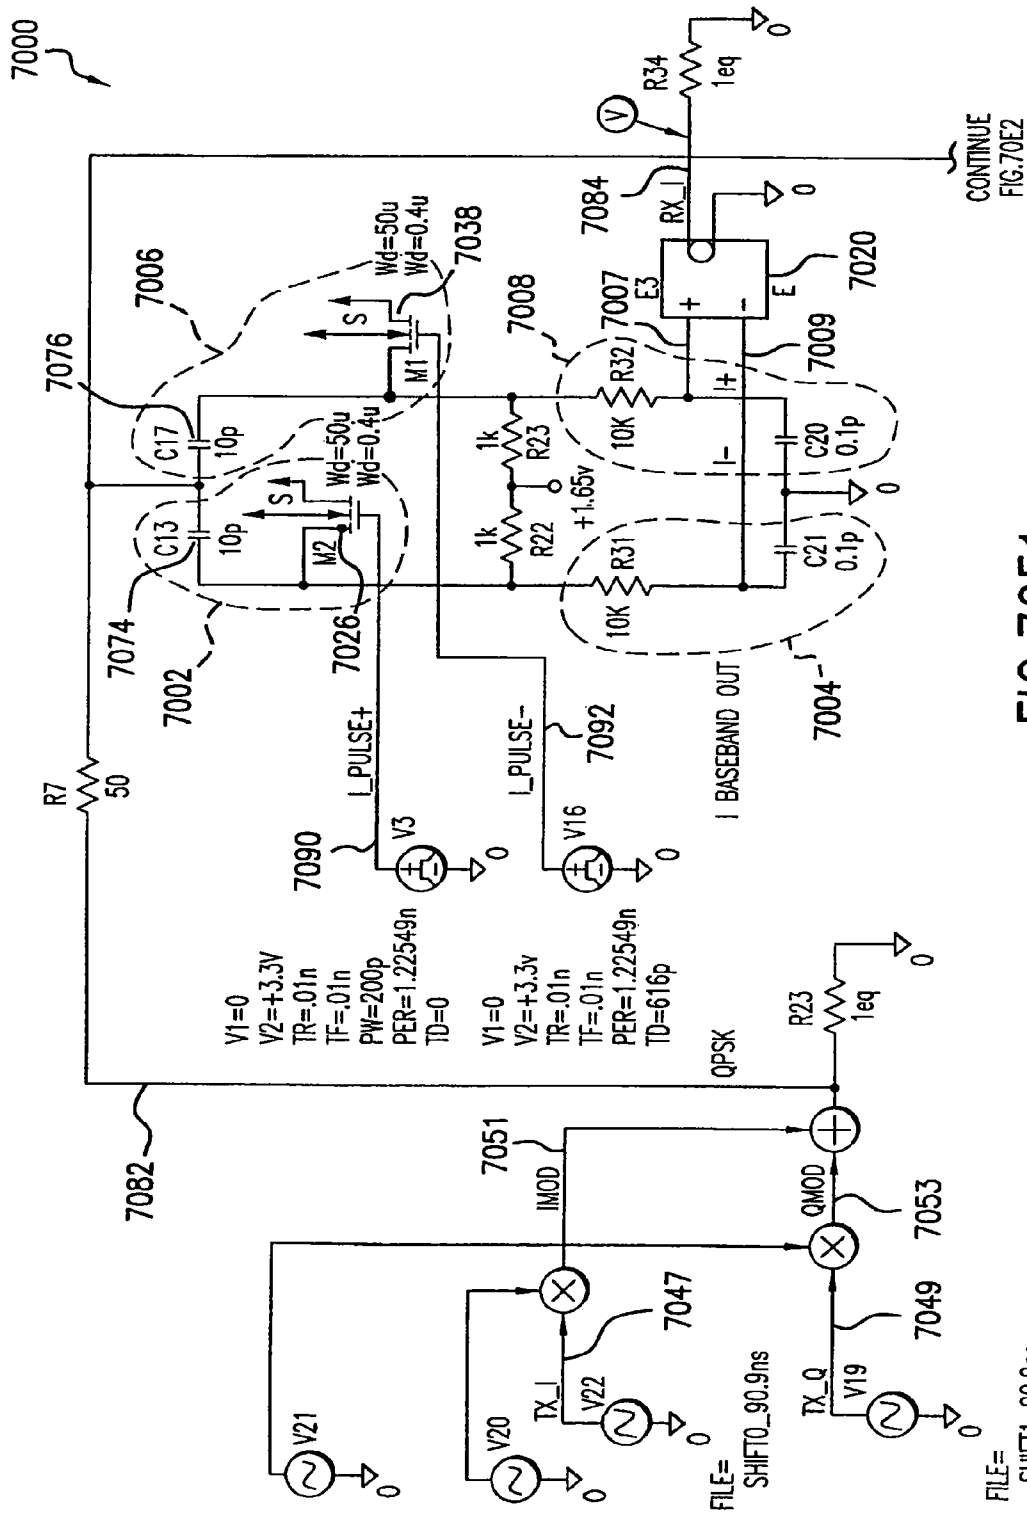 7000
R7
50
7076
7006
C17
10p
C13
10p
7074
7002
Wd=50u
Wd=0.4u
7038
S
M1
Wd=50u
Wd=0.4u
S
M2
7026
1k
R23
1k
R22
+1.65v
7008
7007
R32
10K
R31
10K
I+
I-
7009
C20
0.1p
C21
0.1p
0
7004
E3
+
-
E
7020
7084
RX_I
0
V
R34
1eq
0
CONTINUE
FIG.70E2
I_PULSE+
7090
V3
0
I_PULSE-
7092
V16
0
I BASEBAND OUT
V1=0
V2=+3.3V
TR=.01n
TF=.01n
PW=200p
PER=1.22549n
TD=0
V1=0
V2=+3.3v
TR=.01n
TF=.01n
PER=1.22549n
TD=616p
7082
QPSK
R23
1eq
0
7051
IMOD
QMOD
7053
V21
0
V20
0
TX_I
V22
0
7047
FILE=
SHIFT0_90.9ns
TX_Q
V19
0
7049
FILE=